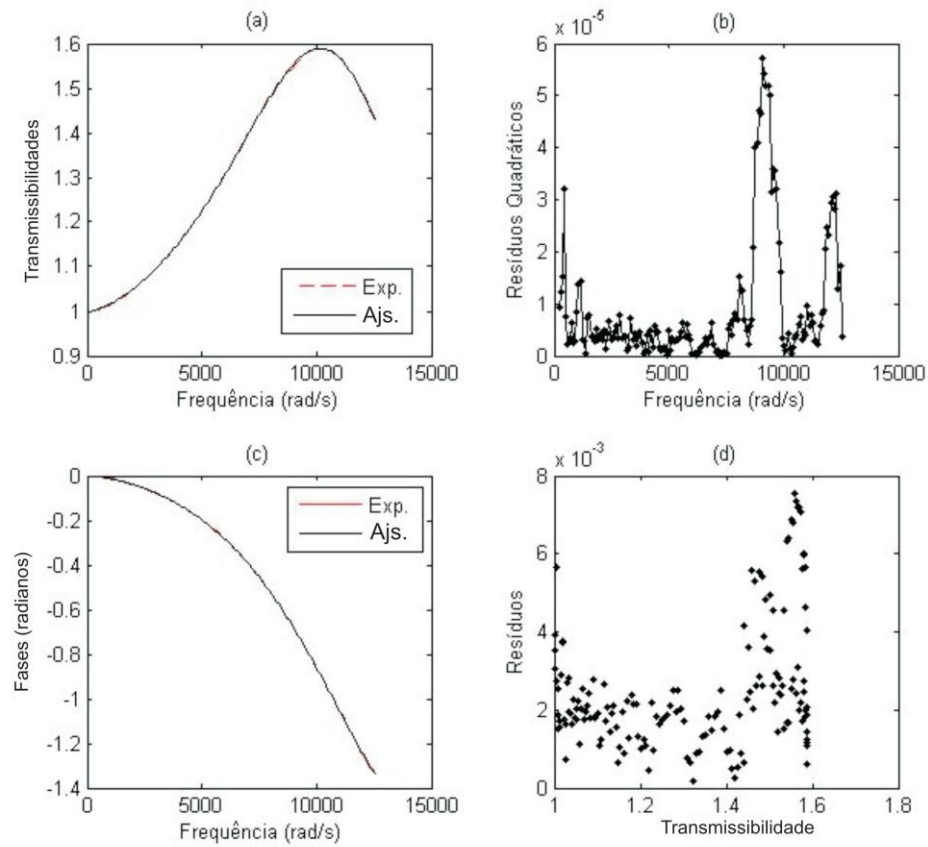 (a)
Transmissibilidades
1.6
1.5
1.4
1.3
1.2
1.1
1
0.9
Exp.
Ajs.
0
5000
10000
15000
Frequência (rad/s)
(b)
x 10⁻⁵
Resíduos Quadráticos
6
5
4
3
2
1
0
0
5000
10000
15000
Frequência (rad/s)
(c)
Fases (radianos)
0
-0.2
-0.4
-0.6
-0.8
-1
-1.2
-1.4
Exp.
Ajs.
0
5000
10000
15000
Frequência (rad/s)
(d)
x 10⁻³
Resíduos
8
6
4
2
0
1
1.2
1.4
1.6
1.8
Transmissibilidade